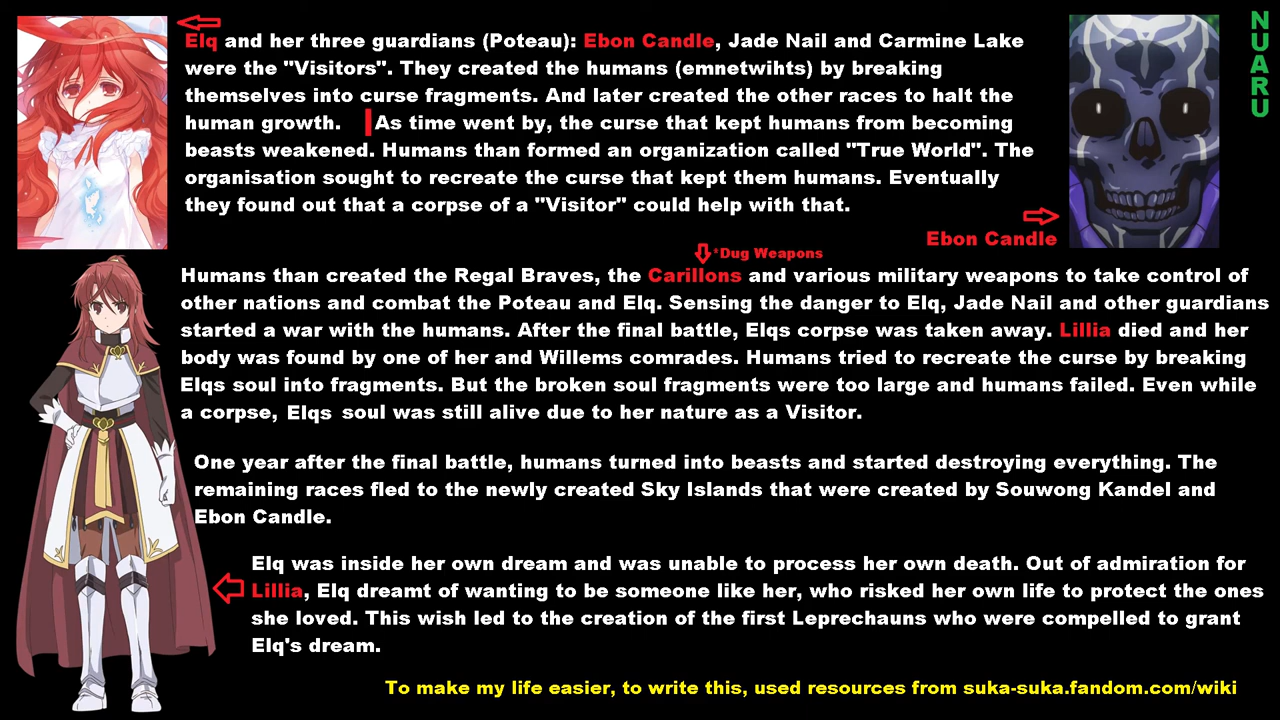 Elq and her three guardians (Poteau): Ebon Candle, Jade Nail and Carmine Lake
were the "Visitors". They created the humans (emnetwihts) by breaking
themselves into curse fragments. And later created the other races to halt the
human growth. As time went by, the curse that kept humans from becoming
beasts weakened. Humans than formed an organization called "True World". The
organisation sought to recreate the curse that kept them humans. Eventually
they found out that a corpse of a "Visitor" could help with that.
NUARU
Ebon Candle
*Dug Weapons
Humans than created the Regal Braves, the Carillons and various military weapons to take control of
other nations and combat the Poteau and Elq. Sensing the danger to Elq, Jade Nail and other guardians
started a war with the humans. After the final battle, Elqs corpse was taken away. Lillia died and her
body was found by one of her and Willems comrades. Humans tried to recreate the curse by breaking
Elqs soul into fragments. But the broken soul fragments were too large and humans failed. Even while
a corpse, Elqs soul was still alive due to her nature as a Visitor.
One year after the final battle, humans turned into beasts and started destroying everything. The
remaining races fled to the newly created Sky Islands that were created by Souwong Kandel and
Ebon Candle.
Elq was inside her own dream and was unable to process her own death. Out of admiration for
Lillia, Elq dreamt of wanting to be someone like her, who risked her own life to protect the ones
she loved. This wish led to the creation of the first Leprechauns who were compelled to grant
Elq's dream.
To make my life easier, to write this, used resources from suka-suka.fandom.com/wiki